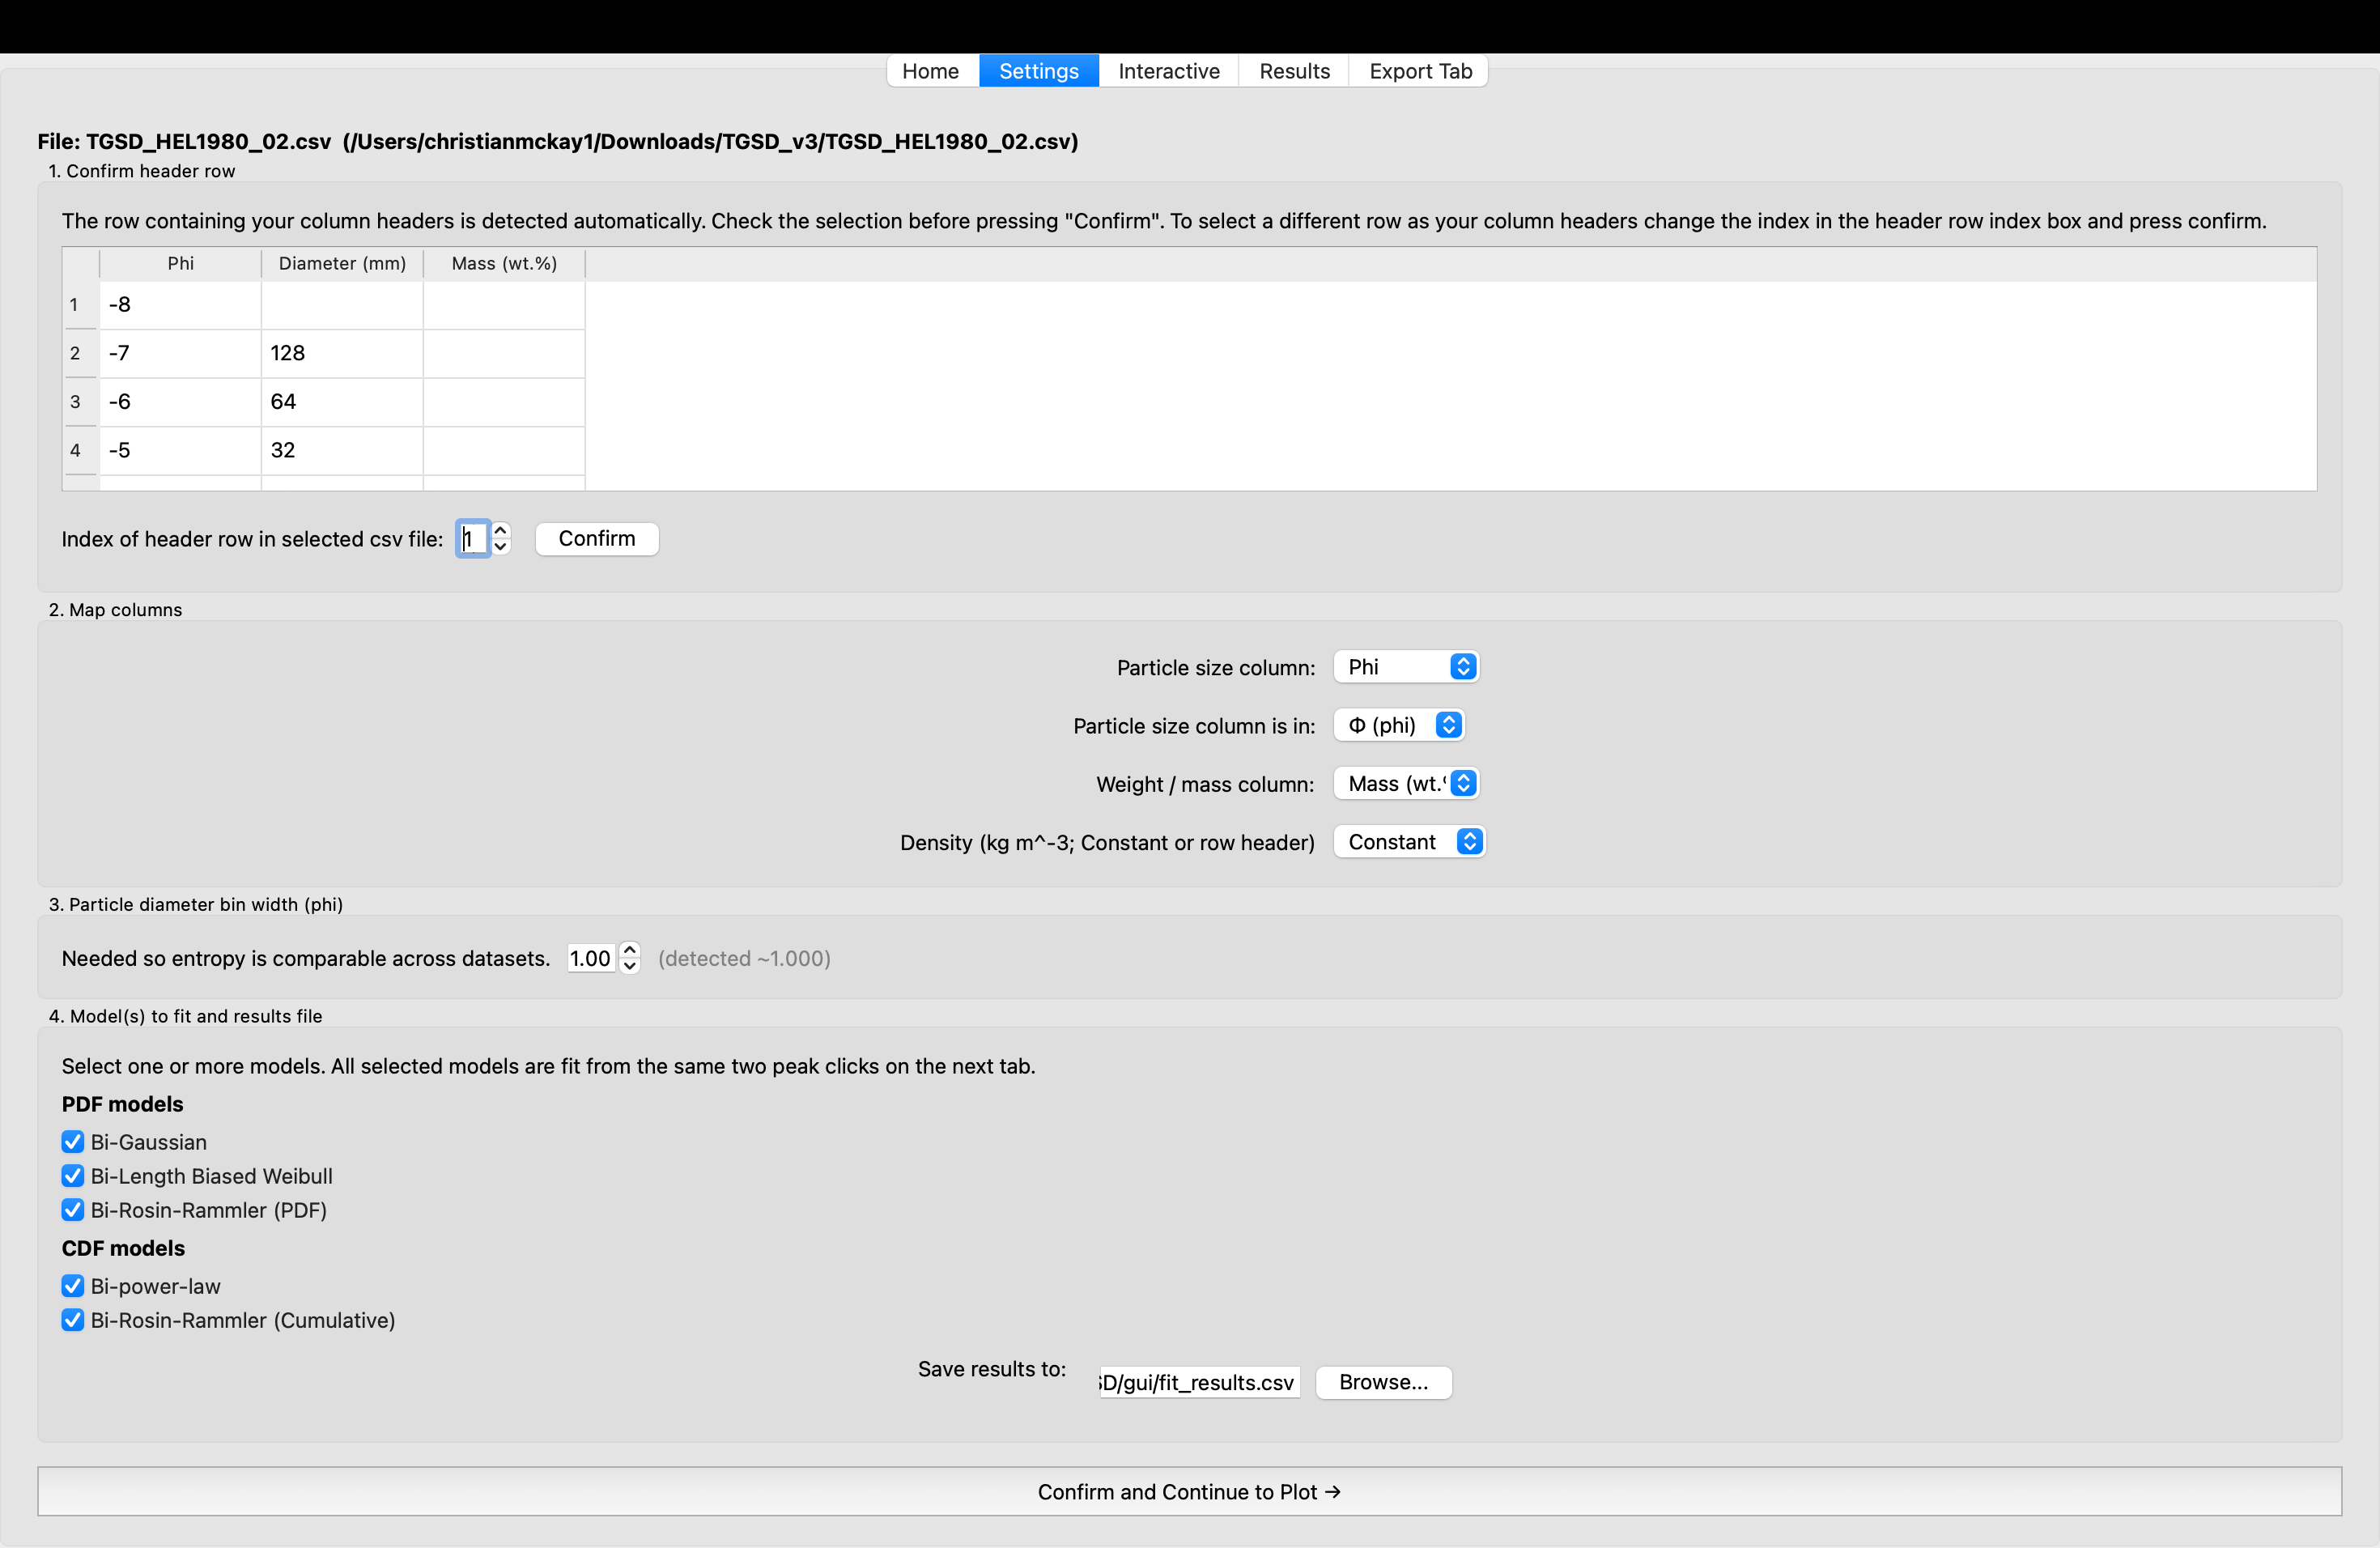 Home Settings Interactive Results Export Tab
File: TGSD_HEL1980_02.csv (/Users/christianmckay1/Downloads/TGSD_v3/TGSD_HEL1980_02.csv)
1. Confirm header row
The row containing your column headers is detected automatically. Check the selection before pressing "Confirm". To select a different row as your column headers change the index in the header row index box and press confirm.
Phi Diameter (mm) Mass (wt.%)
1 -8
2 -7 128
3 -6 64
4 -5 32
Index of header row in selected csv file: 1 Confirm
2. Map columns
Particle size column: Phi
Particle size column is in: Φ (phi)
Weight / mass column: Mass (wt.%
Density (kg m^-3; Constant or row header) Constant
3. Particle diameter bin width (phi)
Needed so entropy is comparable across datasets. 1.00 (detected ~1.000)
4. Model(s) to fit and results file
Select one or more models. All selected models are fit from the same two peak clicks on the next tab.
PDF models
Bi-Gaussian
Bi-Length Biased Weibull
Bi-Rosin-Rammler (PDF)
CDF models
Bi-power-law
Bi-Rosin-Rammler (Cumulative)
Save results to: SD/gui/fit_results.csv Browse...
Confirm and Continue to Plot →